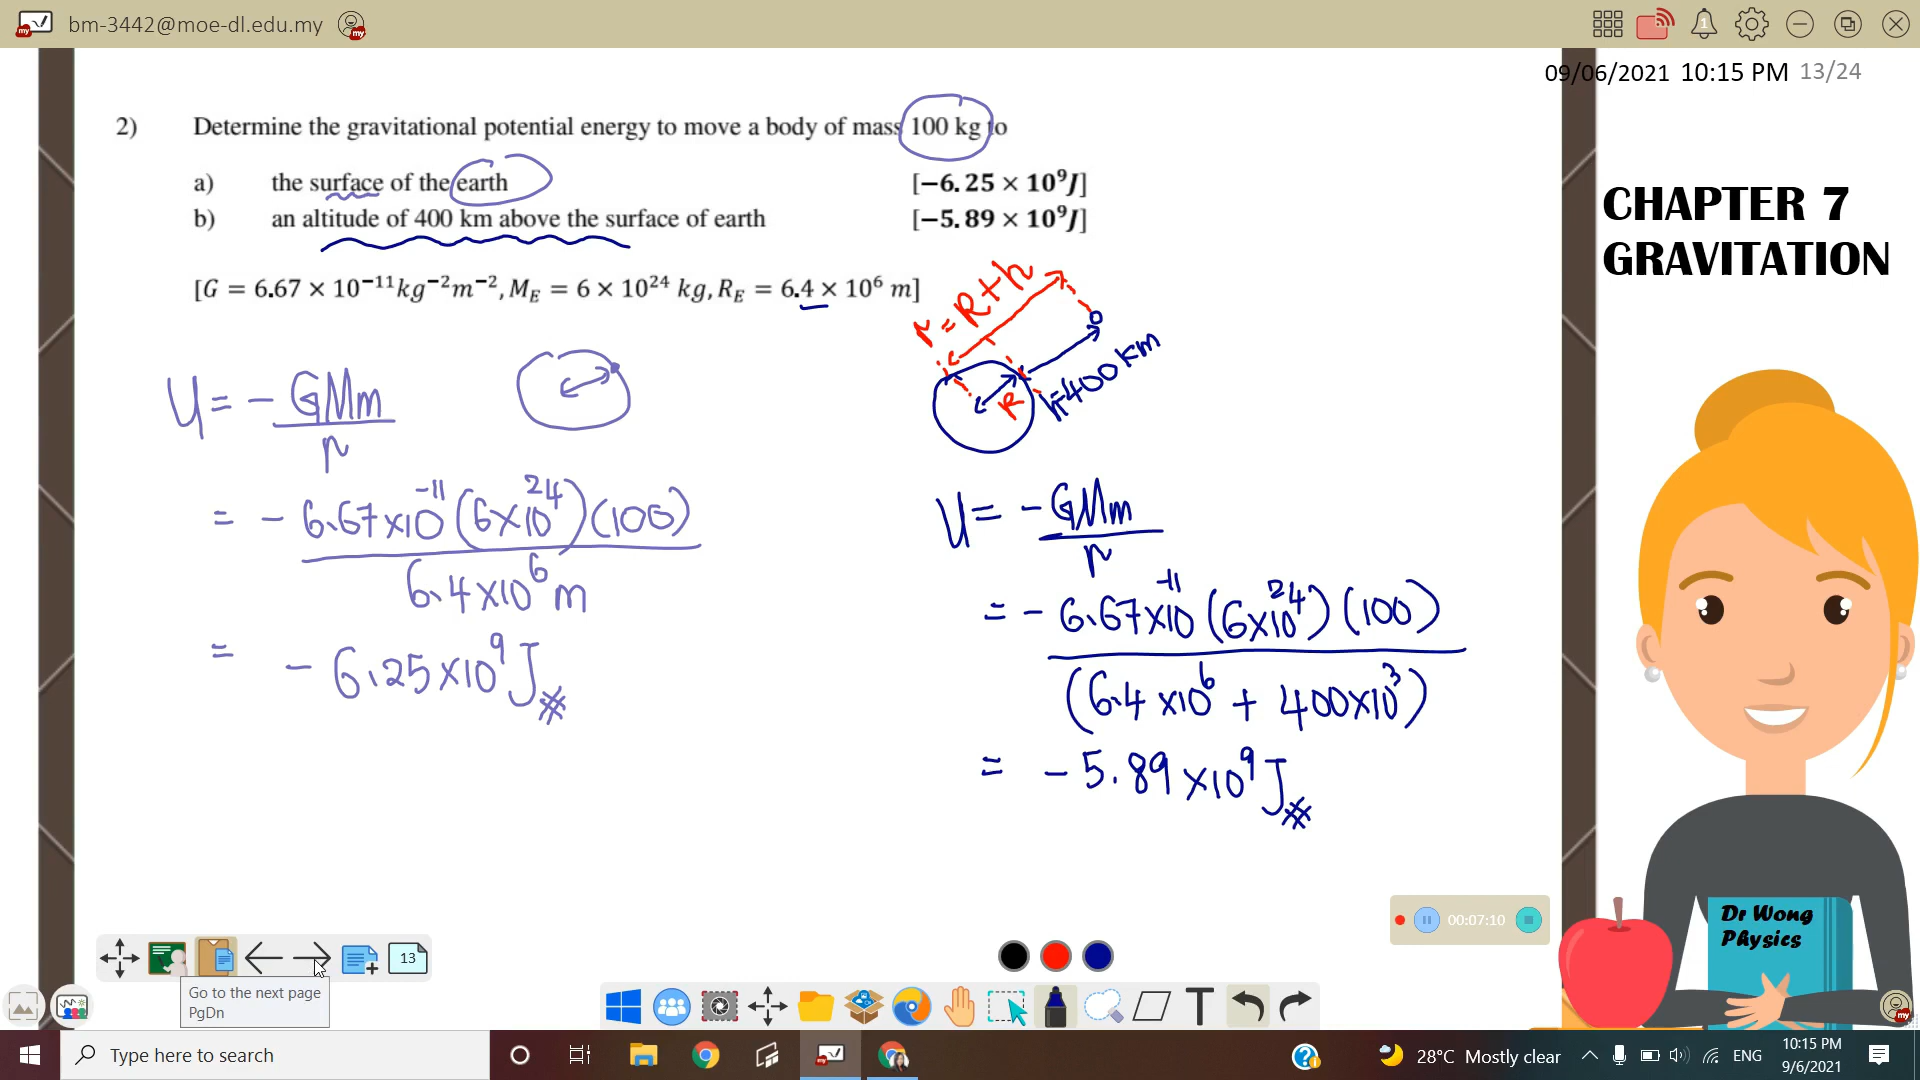 bm-3442@moe-dl.edu.my
09/06/2021 10:15 PM 13/24
2) Determine the gravitational potential energy to move a body of mass 100 kg to
a) the surface of the earth [−6.25 × 10⁹J]
b) an altitude of 400 km above the surface of earth [−5.89 × 10⁹J]
[G = 6.67 × 10⁻¹¹kg⁻²m⁻², M_E = 6 × 10²⁴ kg, R_E = 6.4 × 10⁶ m]
CHAPTER 7
GRAVITATION
r = R+h
R
h=400km
U = − GMm
r
= − 6.67×10⁻¹¹ (6×10²⁴)(100)
6.4×10⁶ m
= − 6.25×10⁹ J #
U = − GMm
r
= − 6.67×10⁻¹¹ (6×10²⁴)(100)
(6.4×10⁶ + 400×10³)
= − 5.89×10⁹ J #
Dr Wong
Physics
00:07:10
13
Go to the next page
PgDn
T
Type here to search
28°C Mostly clear
ENG
10:15 PM
9/6/2021